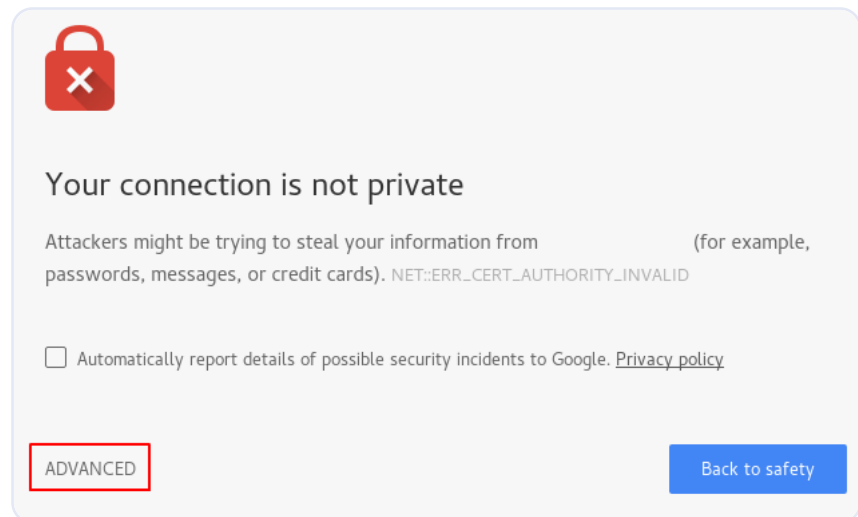 Your connection is not private
Attackers might be trying to steal your information from (for example,
passwords, messages, or credit cards). NET::ERR_CERT_AUTHORITY_INVALID
Automatically report details of possible security incidents to Google. Privacy policy
ADVANCED
Back to safety